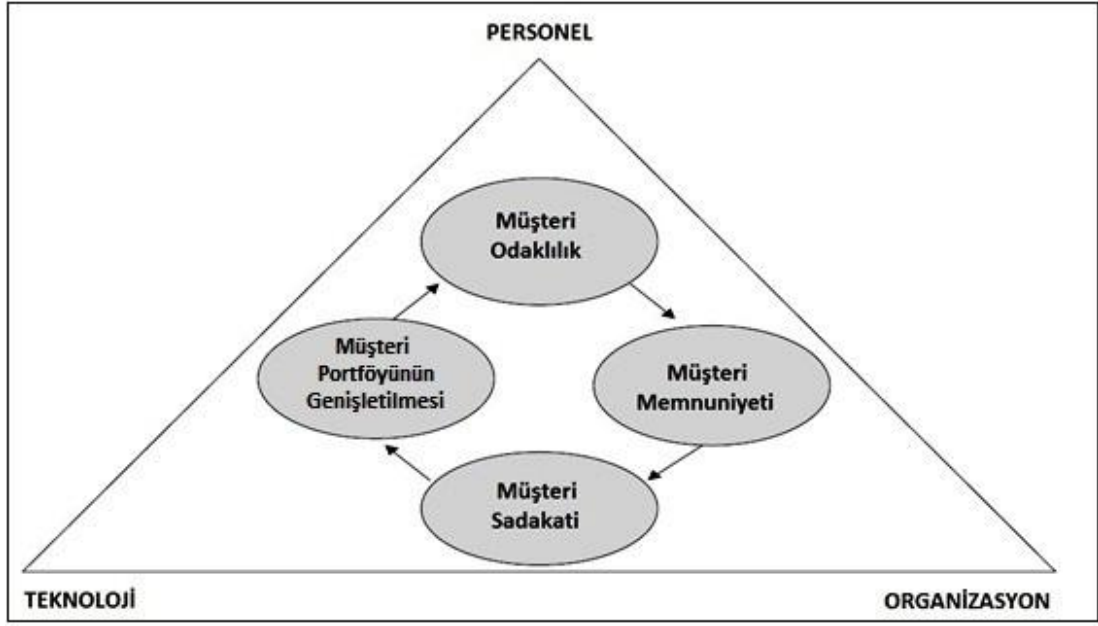 PERSONEL
Müşteri
Odaklılık
Müşteri
Portföyünün
Genişletilmesi
Müşteri
Memnuniyeti
Müşteri
Sadakati
TEKNOLOJİ
ORGANİZASYON